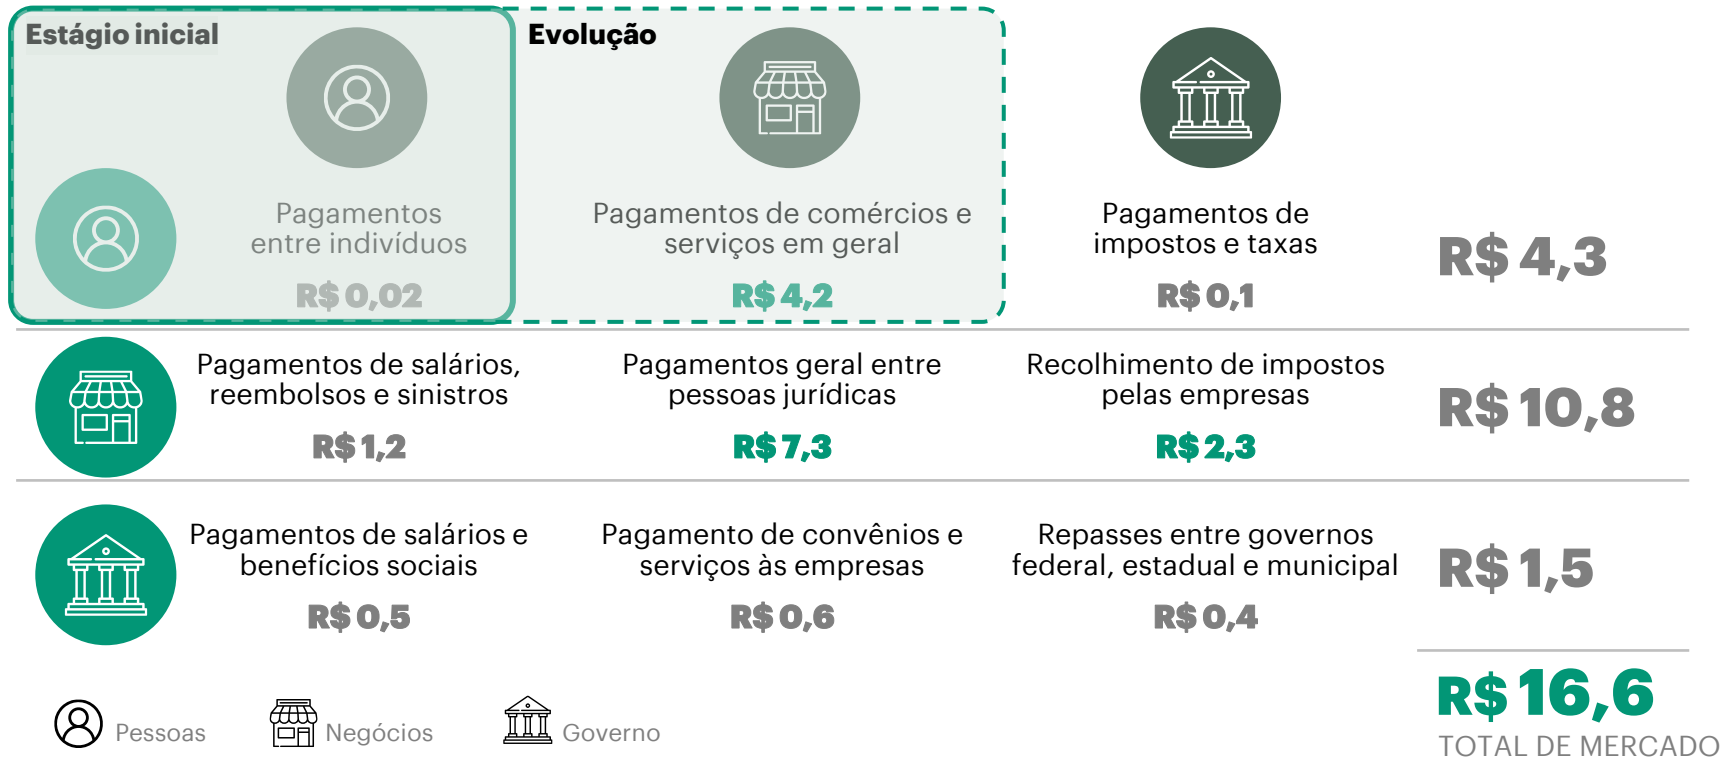 Estágio inicial
Evolução
Pagamentos
entre indivíduos
R$ 0,02
Pagamentos de comércios e
serviços em geral
R$ 4,2
Pagamentos de
impostos e taxas
R$ 0,1
R$ 4,3
Pagamentos de salários,
reembolsos e sinistros
R$ 1,2
Pagamentos geral entre
pessoas jurídicas
R$ 7,3
Recolhimento de impostos
pelas empresas
R$ 2,3
R$ 10,8
Pagamentos de salários e
benefícios sociais
R$ 0,5
Pagamento de convênios e
serviços às empresas
R$ 0,6
Repasses entre governos
federal, estadual e municipal
R$ 0,4
R$ 1,5
R$ 16,6
TOTAL DE MERCADO
Pessoas
Negócios
Governo